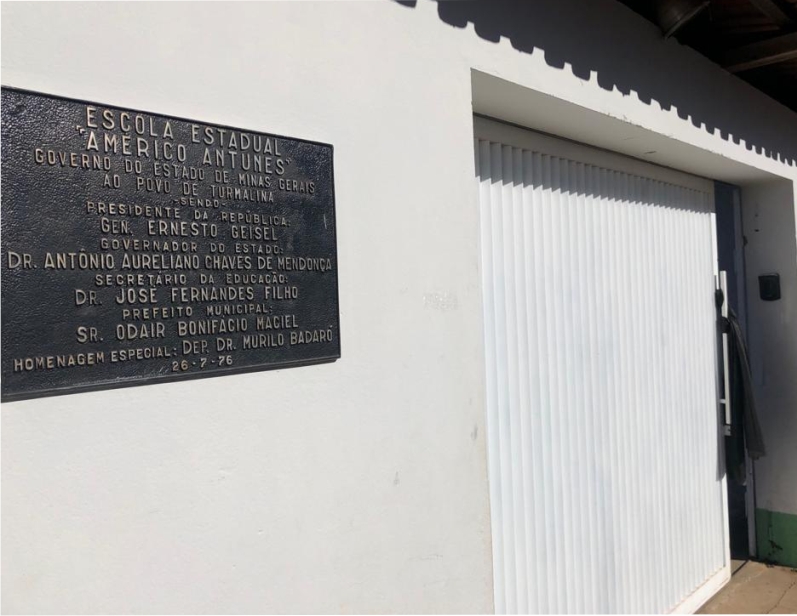 ESCOLA ESTADUAL
"AMÉRICO ANTUNES"
GOVERNO DO ESTADO DE MINAS GERAIS
AO POVO DE TURMALINA
-SENDO-
PRESIDENTE DA REPÚBLICA:
GEN. ERNESTO GEISEL
GOVERNADOR DO ESTADO:
DR. ANTÔNIO AURELIANO CHAVES DE MENDONÇA
SECRETÁRIO DA EDUCAÇÃO:
DR. JOSÉ FERNANDES FILHO
PREFEITO MUNICIPAL:
SR. ODAIR BONIFÁCIO MACIEL
HOMENAGEM ESPECIAL: DEP. DR. MURILO BADARÓ
26-7-76